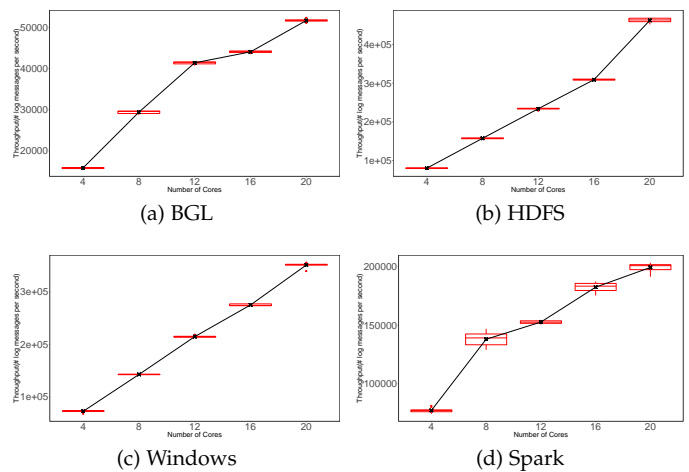 Throughput(# log messages per second)
50000
40000
30000
20000
4 8 12 16 20
Number of Cores
(a) BGL
Throughput(# log messages per second)
4e+05
3e+05
2e+05
1e+05
4 8 12 16 20
Number of Cores
(b) HDFS
Throughput(# log messages per second)
3e+05
2e+05
1e+05
4 8 12 16 20
Number of Cores
(c) Windows
Throughput(# log messages per second)
200000
150000
100000
4 8 12 16 20
Number of Cores
(d) Spark